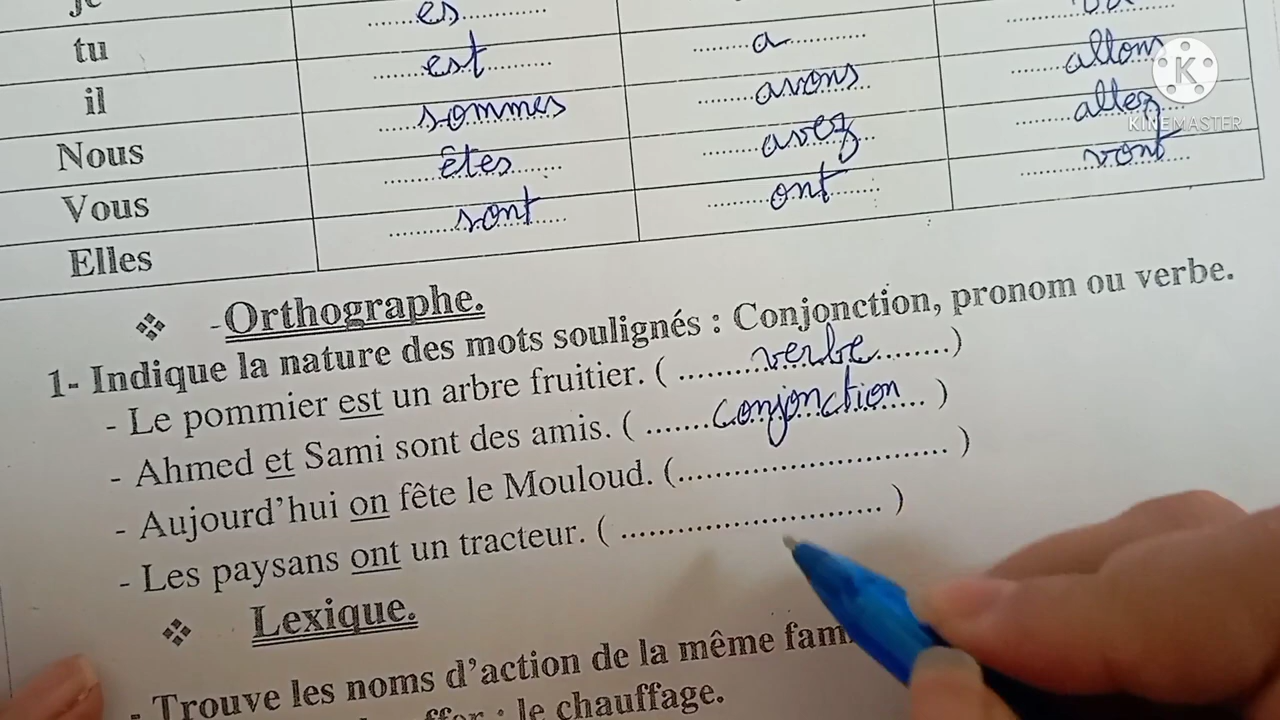 je
tu es
il est a allons
Nous sommes avons allez
Vous êtes avez vont
Elles sont ont
KINEMASTER
❖ -Orthographe.
1- Indique la nature des mots soulignés : Conjonction, pronom ou verbe.
- Le pommier est un arbre fruitier. ( .........verbe.........)
- Ahmed et Sami sont des amis. ( .......conjonction... )
- Aujourd'hui on fête le Mouloud. (.............................. )
- Les paysans ont un tracteur. ( ............................. )
❖ Lexique.
- Trouve les noms d'action de la même
: le chauffage.